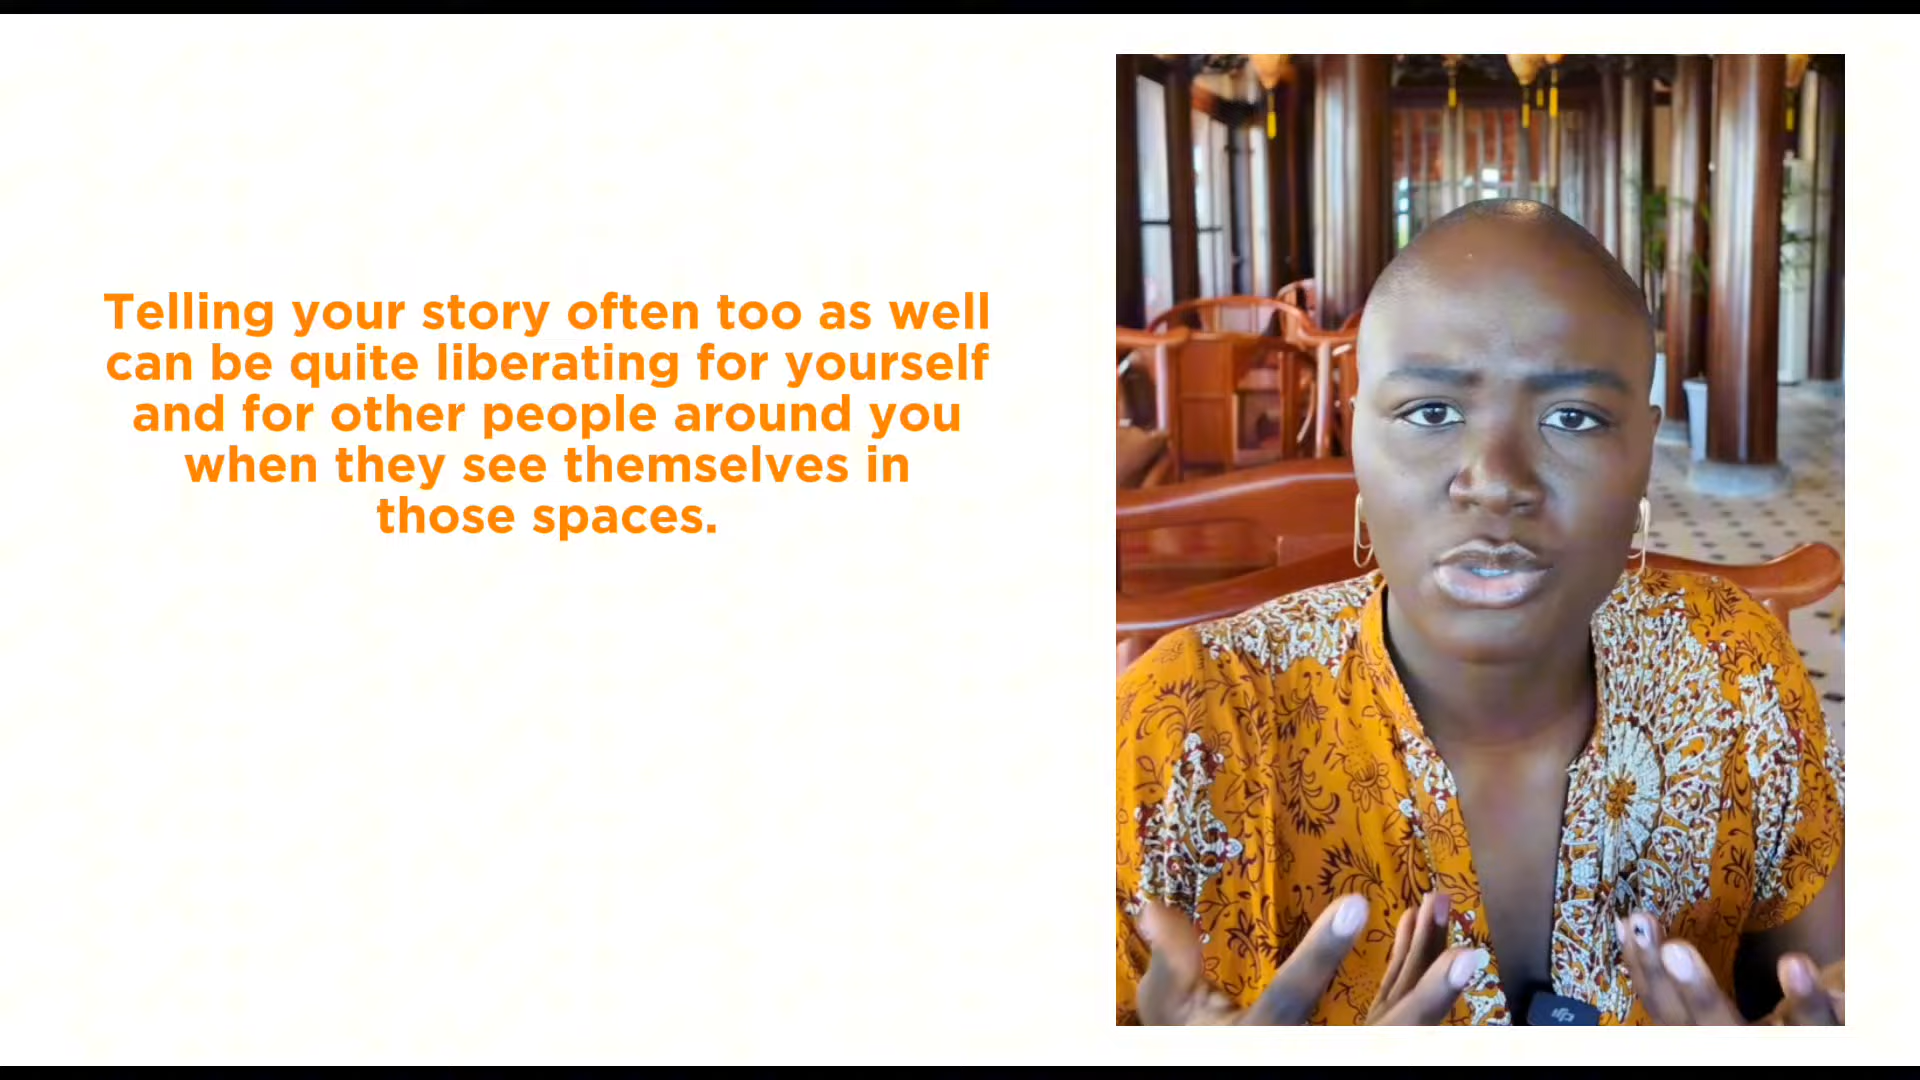 Telling your story often too as well
can be quite liberating for yourself
and for other people around you
when they see themselves in
those spaces.
dji